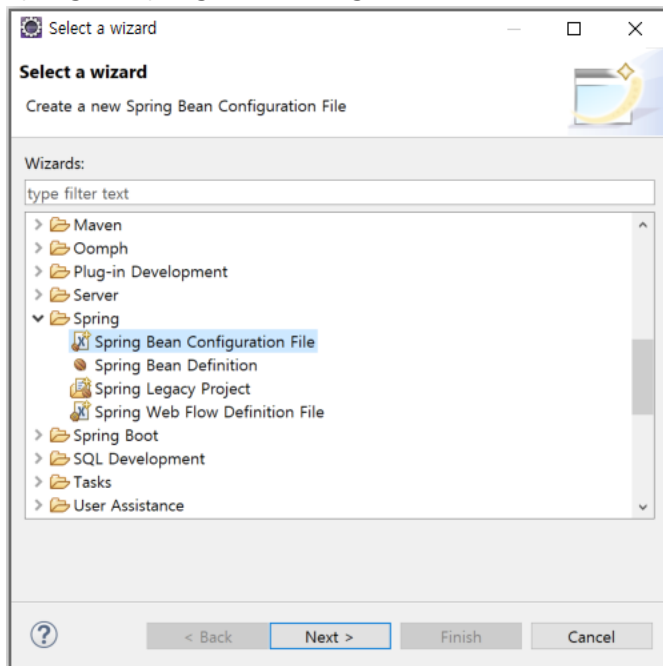 Select a wizard
Select a wizard
Create a new Spring Bean Configuration File
Wizards:
type filter text
Maven
Oomph
Plug-in Development
Server
Spring
Spring Bean Configuration File
Spring Bean Definition
Spring Legacy Project
Spring Web Flow Definition File
Spring Boot
SQL Development
Tasks
User Assistance
? < Back Next > Finish Cancel